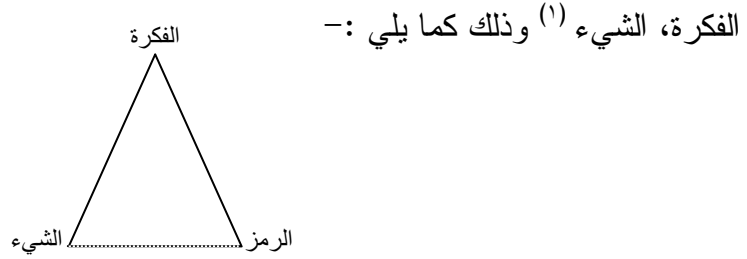 الفكرة، الشيء (١) وذلك كما يلي :-
الفكرة
الرمز
الشيء